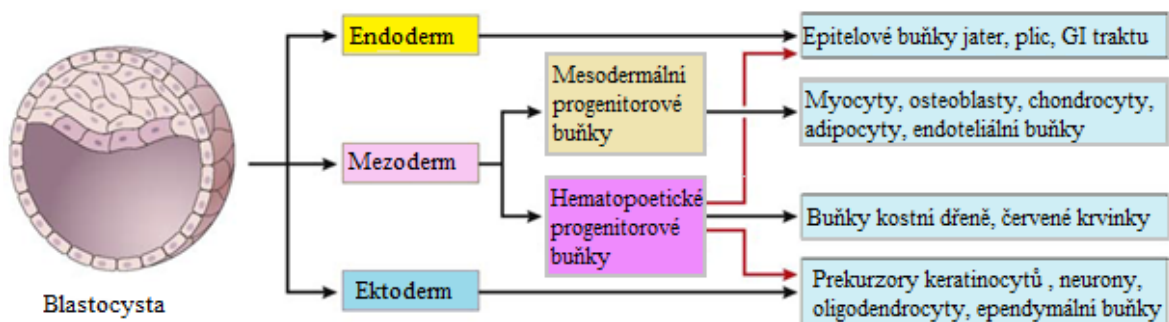 Blastocysta
Endoderm
Mezoderm
Ektoderm
Mesodermální
progenitorové
buňky
Hematopoetické
progenitorové
buňky
Epitelové buňky jater, plic, GI traktu
Myocyty, osteoblasty, chondrocyty,
adipocyty, endoteliální buňky
Buňky kostní dřeně, červené krvinky
Prekurzory keratinocytů , neurony,
oligodendrocyty, ependymální buňky